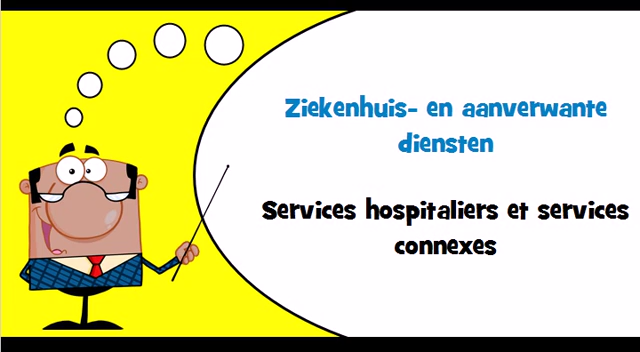 Ziekenhuis- en aanverwante
diensten
Services hospitaliers et services
connexes